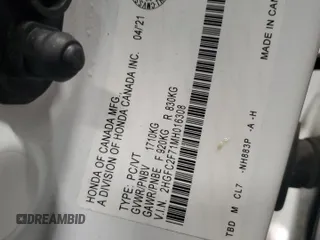 HONDA OF CANADA MFG. 04/21
A DIVISION OF HONDA CANADA INC.
TYPE: PC/VT
GVWR/PNBV 1710KG
GAWR/PNBE F 920KG R 830KG
V.I.N. 2HGFC2F71MH016308
TBD M CL7 -NH883P -A -H
MADE IN CAN
DREAMBID